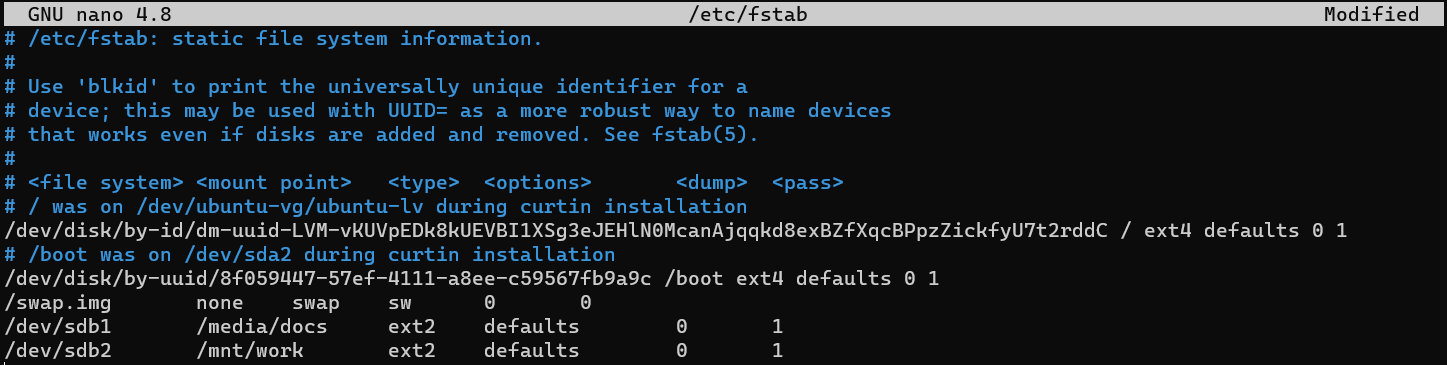 GNU nano 4.8 /etc/fstab Modified
# /etc/fstab: static file system information.
#
# Use 'blkid' to print the universally unique identifier for a
# device; this may be used with UUID= as a more robust way to name devices
# that works even if disks are added and removed. See fstab(5).
#
# <file system> <mount point>   <type>  <options>       <dump>  <pass>
# / was on /dev/ubuntu-vg/ubuntu-lv during curtin installation
/dev/disk/by-id/dm-uuid-LVM-vKUVpEDk8kUEVBI1XSg3eJEHlN0McanAjqqkd8exBZfXqcBPpzZickfyU7t2rddC / ext4 defaults 0 1
# /boot was on /dev/sda2 during curtin installation
/dev/disk/by-uuid/8f059447-57ef-4111-a8ee-c59567fb9a9c /boot ext4 defaults 0 1
/swap.img       none    swap    sw      0       0
/dev/sdb1       /media/docs     ext2    defaults        0       1
/dev/sdb2       /mnt/work       ext2    defaults        0       1